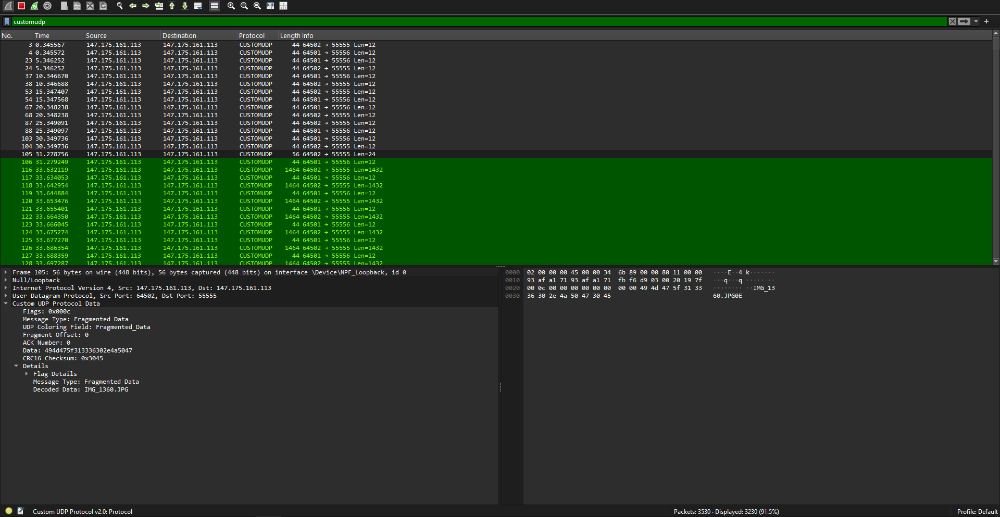 customudp
No. Time Source Destination Protocol Length Info
3 0.345567 147.175.161.113 147.175.161.113 CUSTOMUDP 44 64502 → 55555 Len=12
4 0.345572 147.175.161.113 147.175.161.113 CUSTOMUDP 44 64501 → 55556 Len=12
23 5.346252 147.175.161.113 147.175.161.113 CUSTOMUDP 44 64501 → 55556 Len=12
24 5.346252 147.175.161.113 147.175.161.113 CUSTOMUDP 44 64502 → 55555 Len=12
37 10.346670 147.175.161.113 147.175.161.113 CUSTOMUDP 44 64501 → 55556 Len=12
38 10.346688 147.175.161.113 147.175.161.113 CUSTOMUDP 44 64502 → 55555 Len=12
53 15.347407 147.175.161.113 147.175.161.113 CUSTOMUDP 44 64502 → 55555 Len=12
54 15.347568 147.175.161.113 147.175.161.113 CUSTOMUDP 44 64501 → 55556 Len=12
67 20.348238 147.175.161.113 147.175.161.113 CUSTOMUDP 44 64501 → 55556 Len=12
68 20.348238 147.175.161.113 147.175.161.113 CUSTOMUDP 44 64502 → 55555 Len=12
87 25.349091 147.175.161.113 147.175.161.113 CUSTOMUDP 44 64502 → 55555 Len=12
88 25.349097 147.175.161.113 147.175.161.113 CUSTOMUDP 44 64501 → 55556 Len=12
103 30.349736 147.175.161.113 147.175.161.113 CUSTOMUDP 44 64501 → 55556 Len=12
104 30.349736 147.175.161.113 147.175.161.113 CUSTOMUDP 44 64502 → 55555 Len=12
105 31.278756 147.175.161.113 147.175.161.113 CUSTOMUDP 56 64502 → 55555 Len=24
106 31.279249 147.175.161.113 147.175.161.113 CUSTOMUDP 44 64501 → 55556 Len=12
116 33.632119 147.175.161.113 147.175.161.113 CUSTOMUDP 1464 64502 → 55555 Len=1432
117 33.634053 147.175.161.113 147.175.161.113 CUSTOMUDP 44 64501 → 55556 Len=12
118 33.642954 147.175.161.113 147.175.161.113 CUSTOMUDP 1464 64502 → 55555 Len=1432
119 33.644884 147.175.161.113 147.175.161.113 CUSTOMUDP 44 64501 → 55556 Len=12
120 33.653476 147.175.161.113 147.175.161.113 CUSTOMUDP 1464 64502 → 55555 Len=1432
121 33.655401 147.175.161.113 147.175.161.113 CUSTOMUDP 44 64501 → 55556 Len=12
122 33.664350 147.175.161.113 147.175.161.113 CUSTOMUDP 1464 64502 → 55555 Len=1432
123 33.666045 147.175.161.113 147.175.161.113 CUSTOMUDP 44 64501 → 55556 Len=12
124 33.675274 147.175.161.113 147.175.161.113 CUSTOMUDP 1464 64502 → 55555 Len=1432
125 33.677270 147.175.161.113 147.175.161.113 CUSTOMUDP 44 64501 → 55556 Len=12
126 33.686354 147.175.161.113 147.175.161.113 CUSTOMUDP 1464 64502 → 55555 Len=1432
127 33.688359 147.175.161.113 147.175.161.113 CUSTOMUDP 44 64501 → 55556 Len=12
128 33.697287 147.175.161.113 147.175.161.113 CUSTOMUDP 1464 64502 → 55555 Len=1432
Frame 105: 56 bytes on wire (448 bits), 56 bytes captured (448 bits) on interface \Device\NPF_Loopback, id 0
Null/Loopback
Internet Protocol Version 4, Src: 147.175.161.113, Dst: 147.175.161.113
User Datagram Protocol, Src Port: 64502, Dst Port: 55555
Custom UDP Protocol Data
Flags: 0x000c
Message Type: Fragmented Data
UDP Coloring Field: Fragmented_Data
Fragment Offset: 0
ACK Number: 0
Data: 494d475f313336302e4a5047
CRC16 Checksum: 0x3045
Details
Flag Details
Message Type: Fragmented Data
Decoded Data: IMG_1360.JPG
0000 02 00 00 00 45 00 00 34 6b 89 00 00 80 11 00 00 ····E··4 k·······
0010 93 af a1 71 93 af a1 71 fb f6 d9 03 00 20 19 7f ···q···q ····· ··
0020 00 0c 00 00 00 00 00 00 00 00 49 4d 47 5f 31 33 ········ ··IMG_13
0030 36 30 2e 4a 50 47 30 45 60.JPG0E
Custom UDP Protocol v2.0: Protocol
Packets: 3530 · Displayed: 3230 (91.5%)
Profile: Default